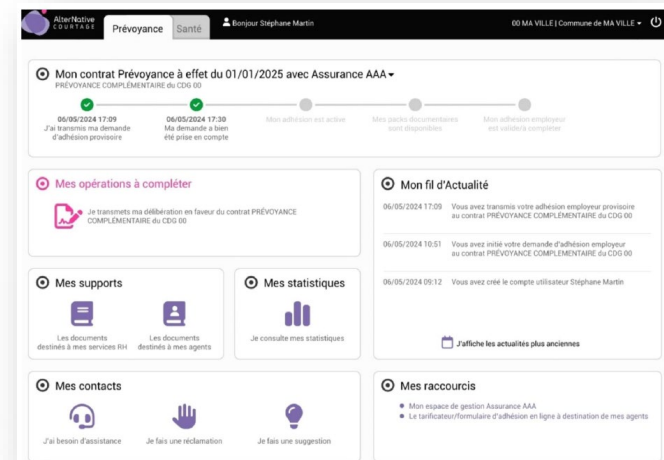 AlterNative
COURTAGE
Prévoyance
Santé
Bonjour Stéphane Martin
00 MA VILLE | Commune de MA VILLE
Mon contrat Prévoyance à effet du 01/01/2025 avec Assurance AAA
PRÉVOYANCE COMPLÉMENTAIRE du CDG 00
06/05/2024 17:09
J'ai transmis ma demande
d'adhésion provisoire
06/05/2024 17:30
Ma demande a bien
été prise en compte
Mon adhésion est active
Mes packs documentaires
sont disponibles
Mon adhésion employeur
est validée/à compléter
Mes opérations à compléter
Je transmets ma délibération en faveur du contrat PRÉVOYANCE
COMPLÉMENTAIRE du CDG 00
Mon fil d'Actualité
06/05/2024 17:09 Vous avez transmis votre adhésion employeur provisoire
au contrat PRÉVOYANCE COMPLÉMENTAIRE du CDG 00
06/05/2024 10:51 Vous avez initié votre demande d'adhésion employeur
au contrat PRÉVOYANCE COMPLÉMENTAIRE du CDG 00
06/05/2024 09:12 Vous avez créé le compte utilisateur Stéphane Martin
J'affiche les actualités plus anciennes
Mes supports
Les documents
destinés à mes services RH
Les documents
destinés à mes agents
Mes statistiques
Je consulte mes statistiques
Mes contacts
J'ai besoin d'assistance
Je fais une réclamation
Je fais une suggestion
Mes raccourcis
Mon espace de gestion Assurance AAA
Le tarificateur/formulaire d'adhésion en ligne à destination de mes agents